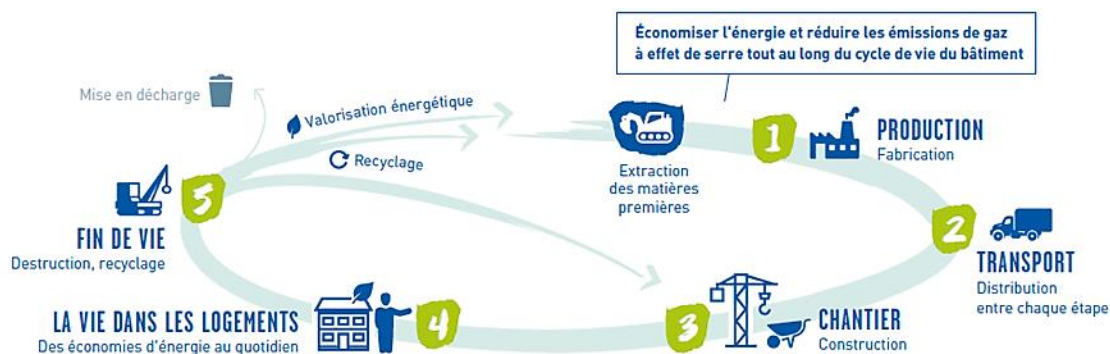 Économiser l'énergie et réduire les émissions de gaz
à effet de serre tout au long du cycle de vie du bâtiment
Mise en décharge
Valorisation énergétique
Recyclage
Extraction
des matières
premières
1
PRODUCTION
Fabrication
2
TRANSPORT
Distribution
entre chaque étape
3
CHANTIER
Construction
4
LA VIE DANS LES LOGEMENTS
Des économies d'énergie au quotidien
5
FIN DE VIE
Destruction, recyclage